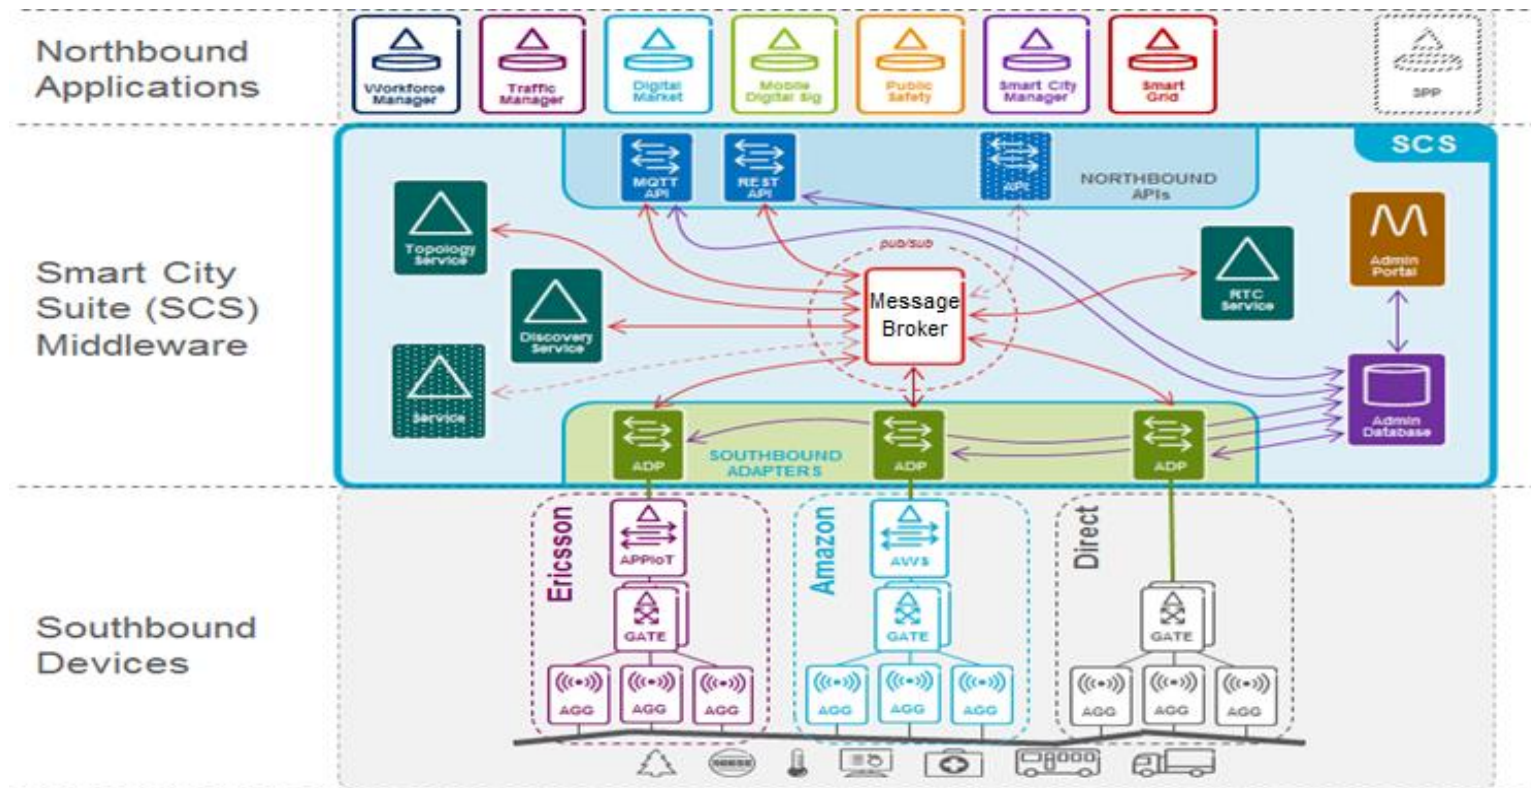 Northbound
Applications
Workforce
Manager
Traffic
Manager
Digital
Market
Mobile
Digital Sig
Public
Safety
Smart City
Manager
Smart
Grid
SPP
SCS
MQTT
API
REST
API
API
NORTHBOUND
APIs
Topology
Service
Discovery
Service
Service
pub/sub
Message
Broker
RTC
Service
Admin
Portal
Admin
Database
Smart City
Suite (SCS)
Middleware
ADP
SOUTHBOUND
ADAPTERS
ADP
ADP
Ericsson
APPIoT
GATE
AGG
AGG
AGG
Amazon
AWS
GATE
AGG
AGG
AGG
Direct
GATE
AGG
AGG
AGG
Southbound
Devices